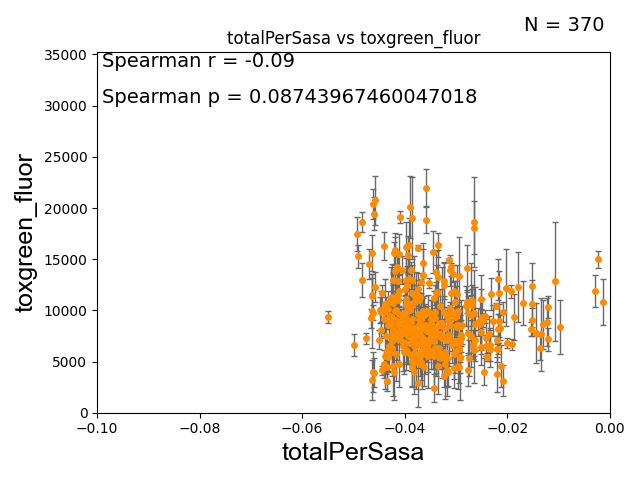 N = 370
totalPerSasa vs toxgreen_fluor
Spearman r = -0.09
Spearman p = 0.08743967460047018
35000
30000
25000
20000
15000
10000
5000
0
toxgreen_fluor
−0.10 −0.08 −0.06 −0.04 −0.02 0.00
totalPerSasa